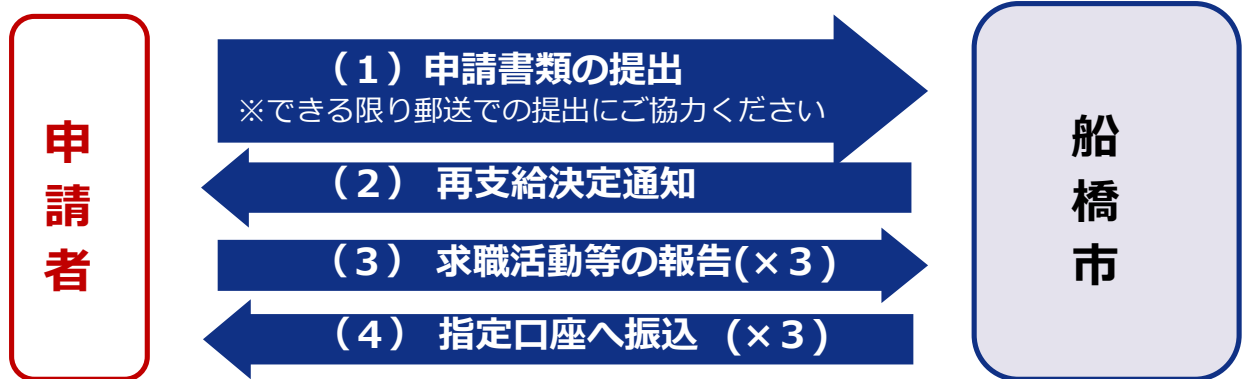 申請者
（１）申請書類の提出
※できる限り郵送での提出にご協力ください
（２） 再支給決定通知
（３） 求職活動等の報告(×３)
（４） 指定口座へ振込 (×３)
船橋市